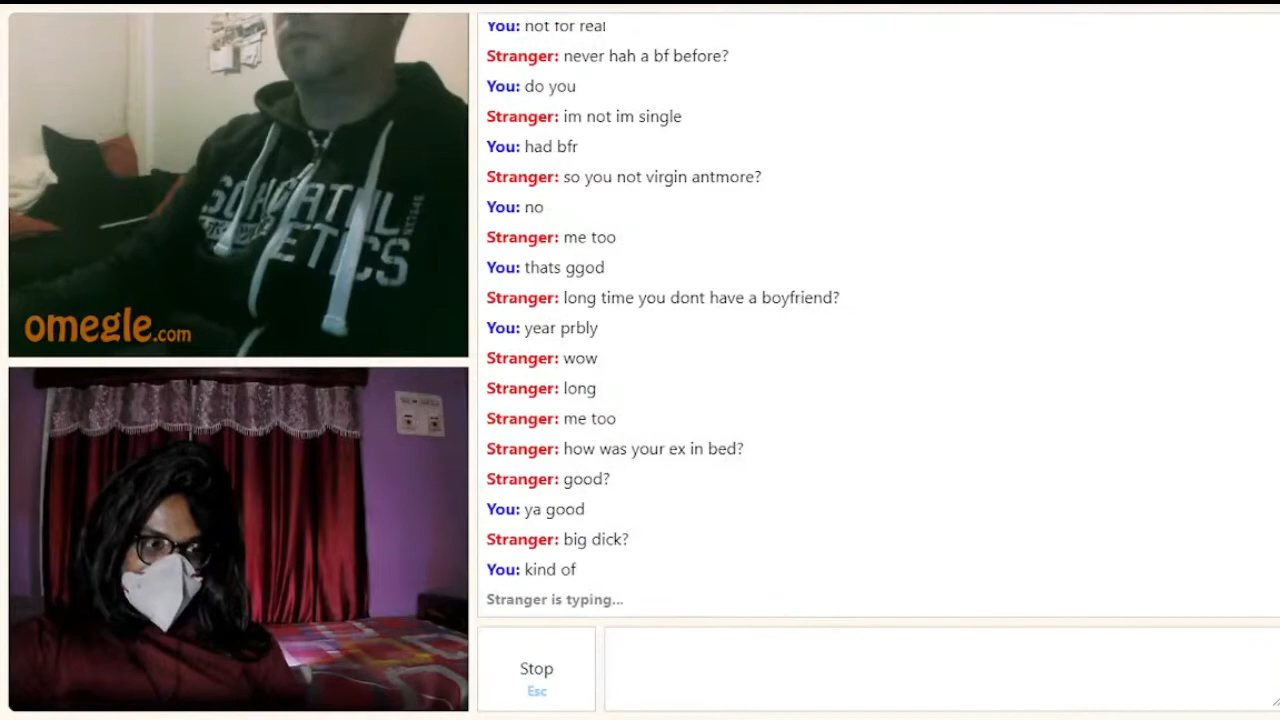 You: not for real
Stranger: never hah a bf before?
You: do you
Stranger: im not im single
You: had bfr
Stranger: so you not virgin antmore?
You: no
Stranger: me too
You: thats ggod
Stranger: long time you dont have a boyfriend?
You: year prbly
Stranger: wow
Stranger: long
Stranger: me too
Stranger: how was your ex in bed?
Stranger: good?
You: ya good
Stranger: big dick?
You: kind of
Stranger is typing...
Stop
Esc
omegle.com